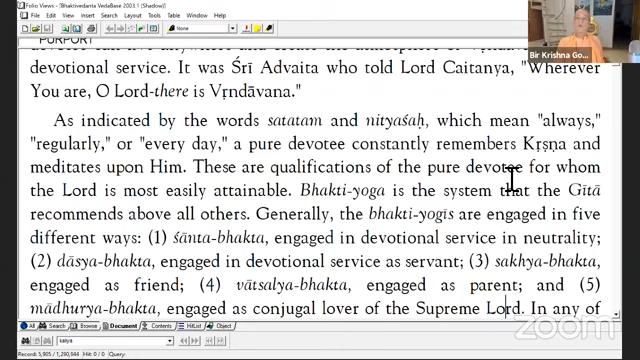 Folio Views - [Bhaktivedanta VedaBase 2003.1 (Shadow)]
File Edit View Search Layout Tools Window Help
PURPORT
devotional service. It was Śrī Advaita who told Lord Caitanya, "Wherever
You are, O Lord-there is Vṛndāvana."
As indicated by the words satatam and nityaśaḥ, which mean "always,"
"regularly," or "every day," a pure devotee constantly remembers Kṛṣṇa and
meditates upon Him. These are qualifications of the pure devotee for whom
the Lord is most easily attainable. Bhakti-yoga is the system that the Gītā
recommends above all others. Generally, the bhakti-yogīs are engaged in five
different ways: (1) śānta-bhakta, engaged in devotional service in neutrality;
(2) dāsya-bhakta, engaged in devotional service as servant; (3) sakhya-bhakta,
engaged as friend; (4) vātsalya-bhakta, engaged as parent; and (5)
mādhurya-bhakta, engaged as conjugal lover of the Supreme Lord. In any of
Bir Krishna Go...
zoom
All Search Browse Document Contents HitList Object
kaliya
Record: 5,905 / 1,290,844 Hit: 0 / 0